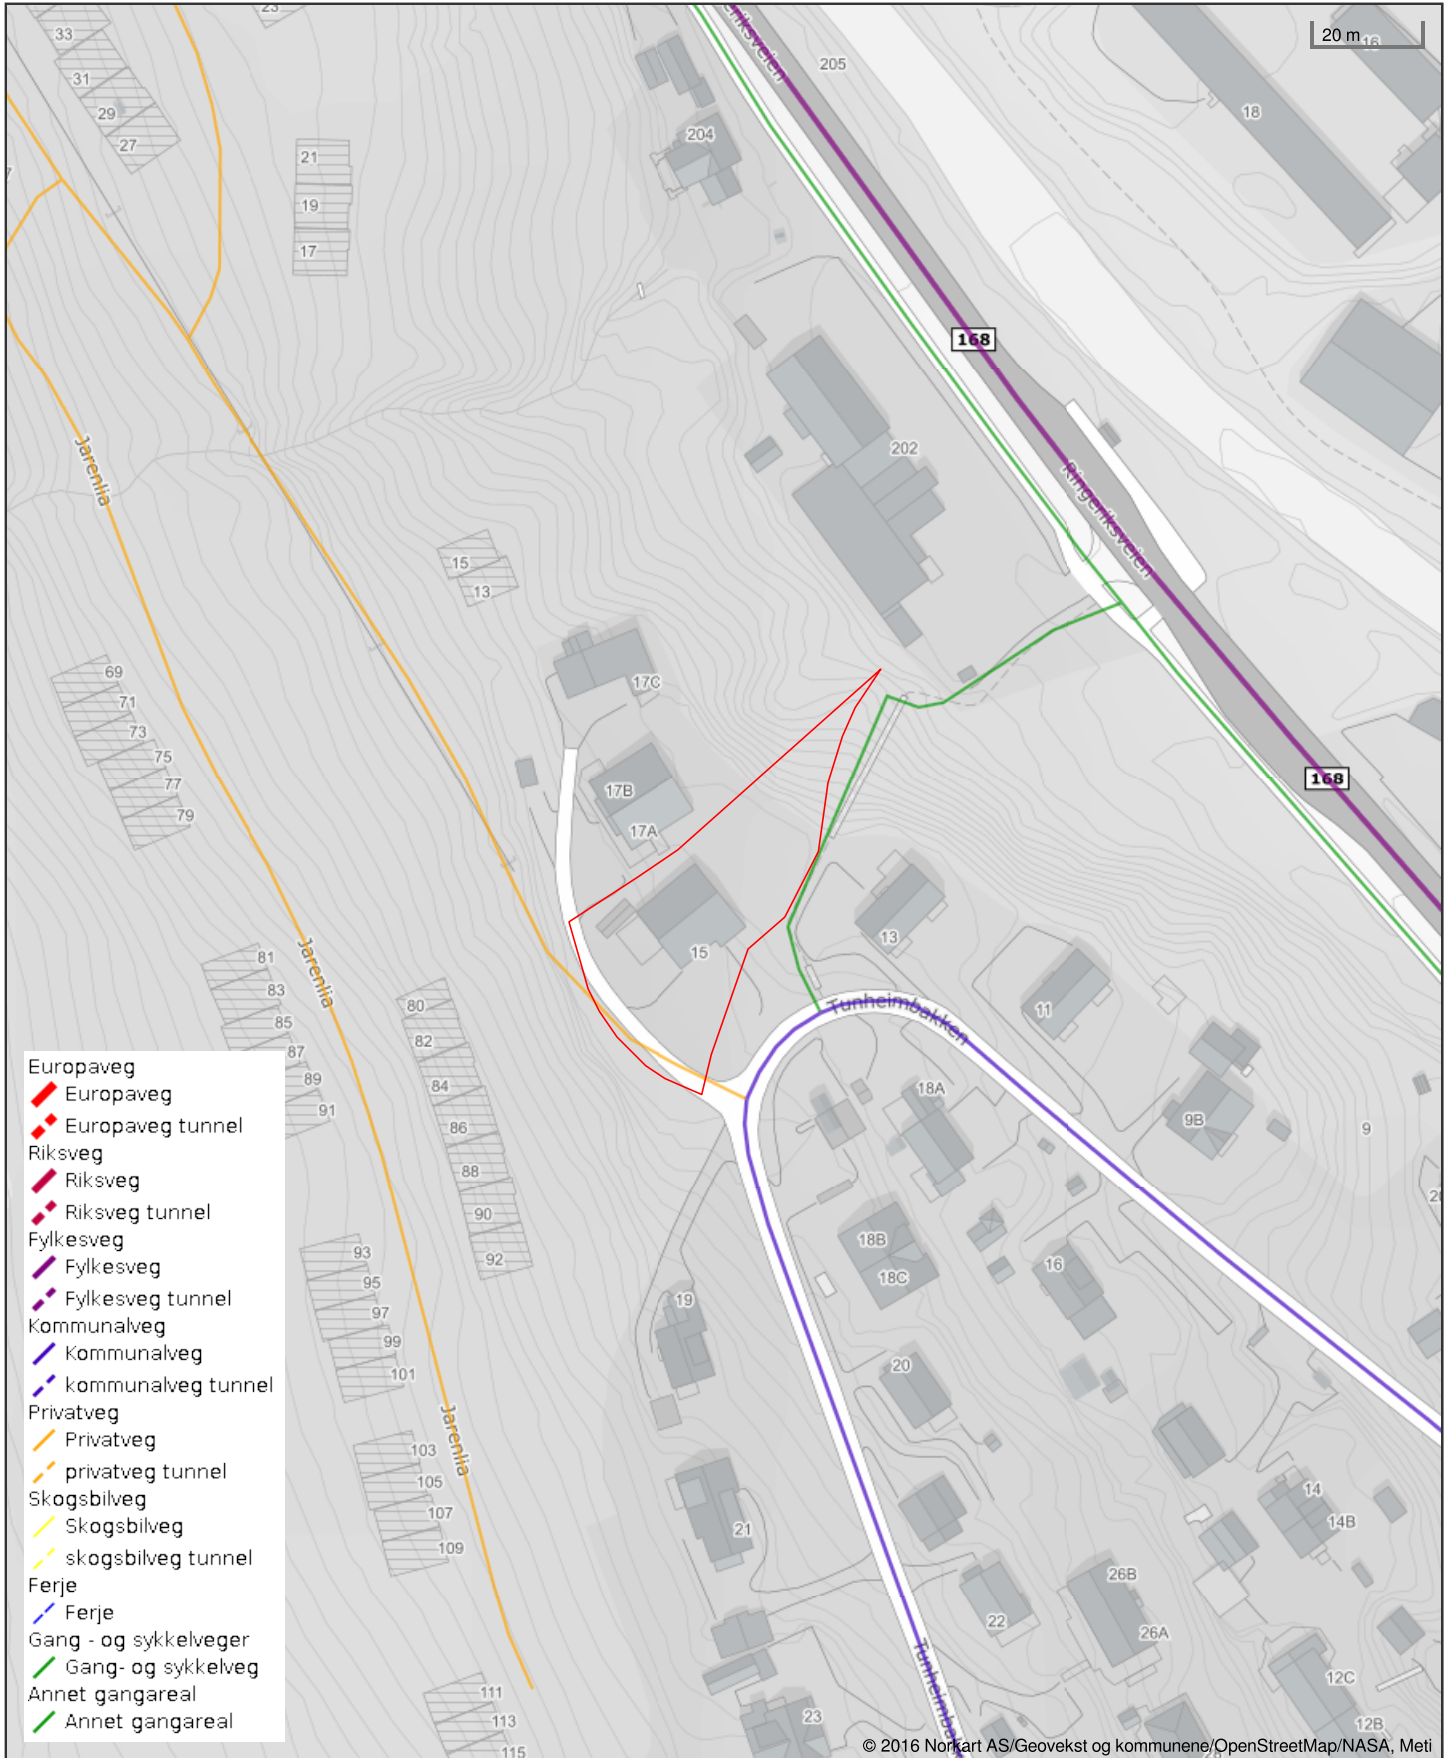 23
33
31
29
27
21
19
17
204
205
eriksveien
20 m
16
18
168
202
Ringeriksveien
Jarenlia
15
13
17C
17B
17A
69
71
73
75
77
79
168
15
13
11
Tunheimbakken
81
83
85
87
89
91
80
82
84
86
88
90
92
Jarenlia
18A
9B
9
18B
18C
16
19
20
93
95
97
99
101
103
105
107
109
Jarenlia
21
14
14B
22
26B
26A
12C
12B
23
111
113
115
Tunheimbak
Europaveg
Europaveg
Europaveg tunnel
Riksveg
Riksveg
Riksveg tunnel
Fylkesveg
Fylkesveg
Fylkesveg tunnel
Kommunalveg
Kommunalveg
kommunalveg tunnel
Privatveg
Privatveg
privatveg tunnel
Skogsbilveg
Skogsbilveg
skogsbilveg tunnel
Ferje
Ferje
Gang - og sykkelveger
Gang- og sykkelveg
Annet gangareal
Annet gangareal
© 2016 Norkart AS/Geovekst og kommunene/OpenStreetMap/NASA, Meti